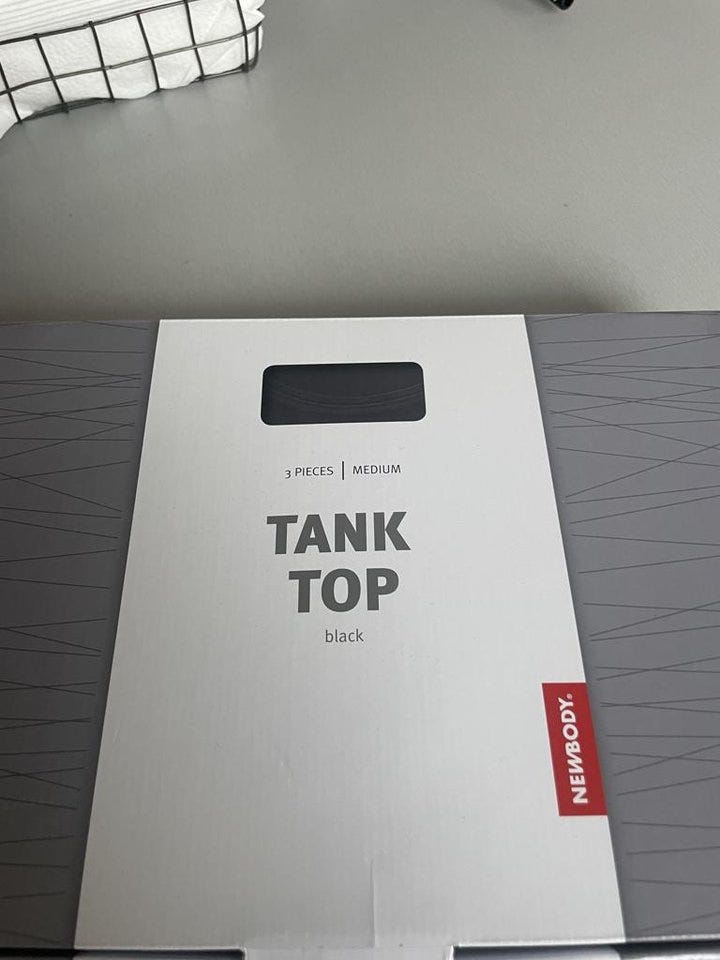 3 PIECES | MEDIUM
TANK
TOP
black
NEWBODY®